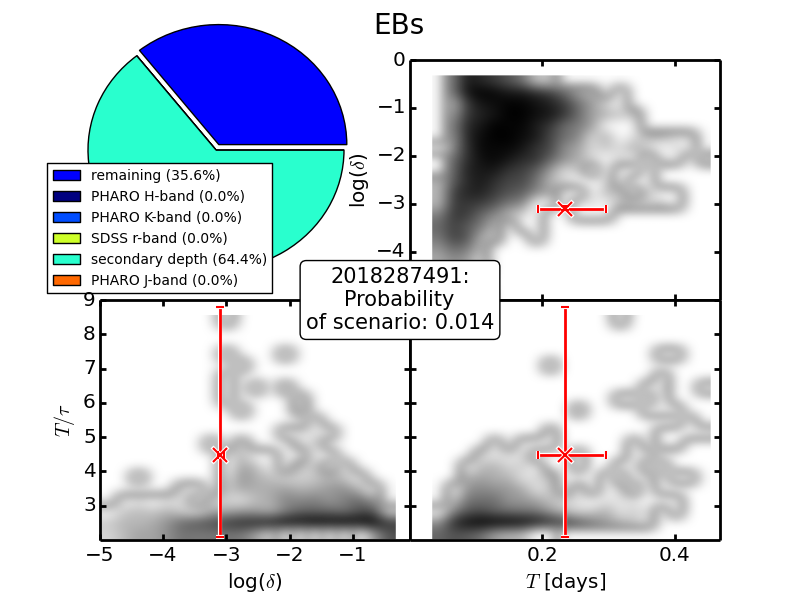 EBs
remaining (35.6%)
PHARO H-band (0.0%)
PHARO K-band (0.0%)
SDSS r-band (0.0%)
secondary depth (64.4%)
PHARO J-band (0.0%)
0
−1
−2
−3
−4
log(δ)
2018287491:
Probability
of scenario: 0.014
9
8
7
6
5
4
3
T/τ
−5 −4 −3 −2 −1
log(δ)
0.2 0.4
T [days]